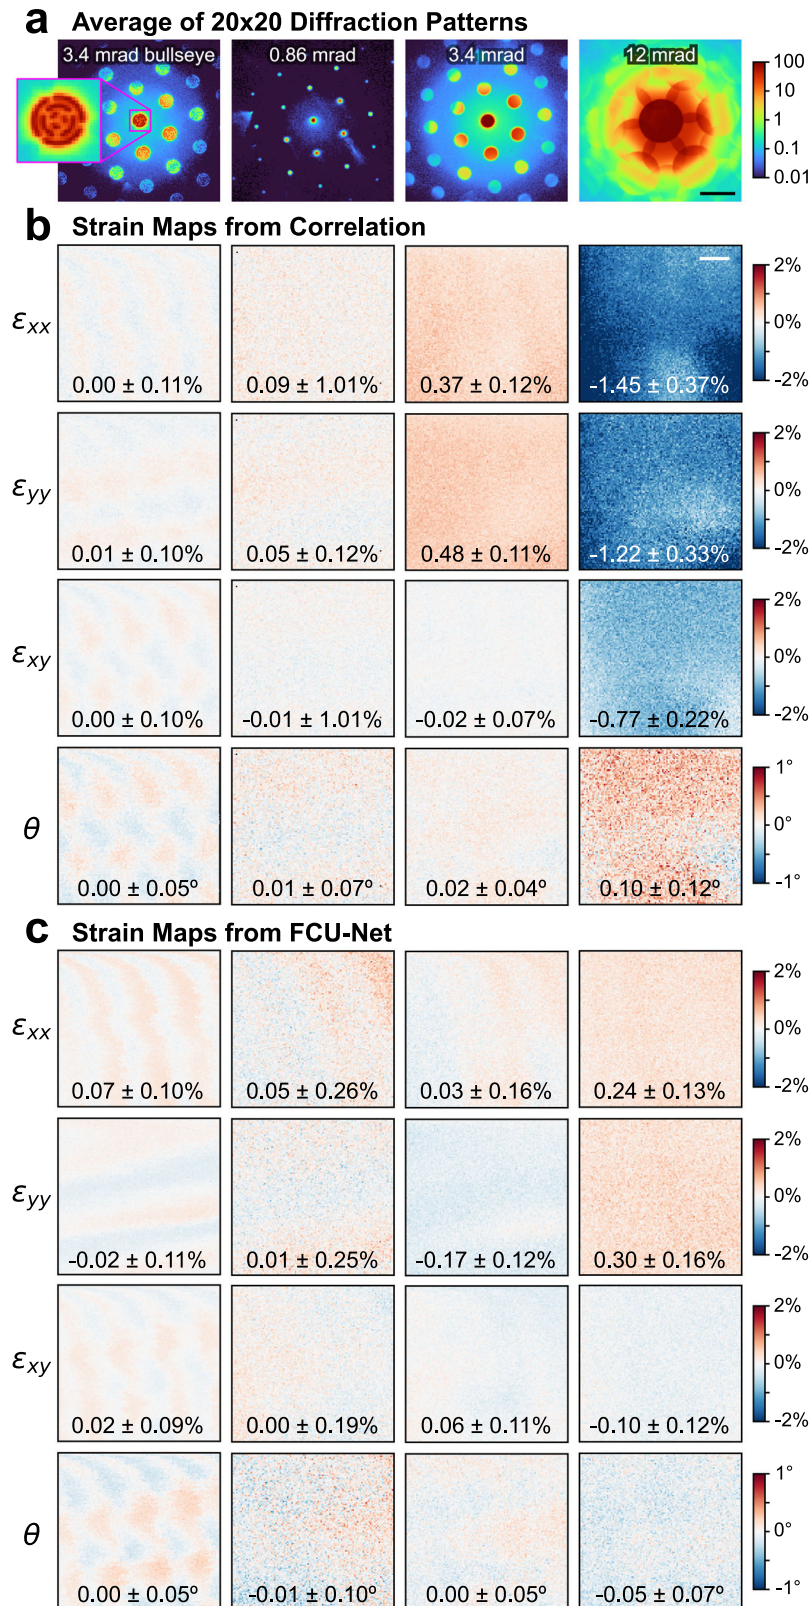 a Average of 20x20 Diffraction Patterns
3.4 mrad bullseye 0.86 mrad 3.4 mrad 12 mrad
100
10
1
0.1
0.01
b Strain Maps from Correlation
εxx
0.00 ± 0.11% 0.09 ± 1.01% 0.37 ± 0.12% -1.45 ± 0.37%
2%
0%
-2%
εyy
0.01 ± 0.10% 0.05 ± 0.12% 0.48 ± 0.11% -1.22 ± 0.33%
2%
0%
-2%
εxy
0.00 ± 0.10% -0.01 ± 1.01% -0.02 ± 0.07% -0.77 ± 0.22%
2%
0%
-2%
θ
0.00 ± 0.05º 0.01 ± 0.07º 0.02 ± 0.04º 0.10 ± 0.12º
1°
0°
-1°
c Strain Maps from FCU-Net
εxx
0.07 ± 0.10% 0.05 ± 0.26% 0.03 ± 0.16% 0.24 ± 0.13%
2%
0%
-2%
εyy
-0.02 ± 0.11% 0.01 ± 0.25% -0.17 ± 0.12% 0.30 ± 0.16%
2%
0%
-2%
εxy
0.02 ± 0.09% 0.00 ± 0.19% 0.06 ± 0.11% -0.10 ± 0.12%
2%
0%
-2%
θ
0.00 ± 0.05º -0.01 ± 0.10º 0.00 ± 0.05º -0.05 ± 0.07º
1°
0°
-1°